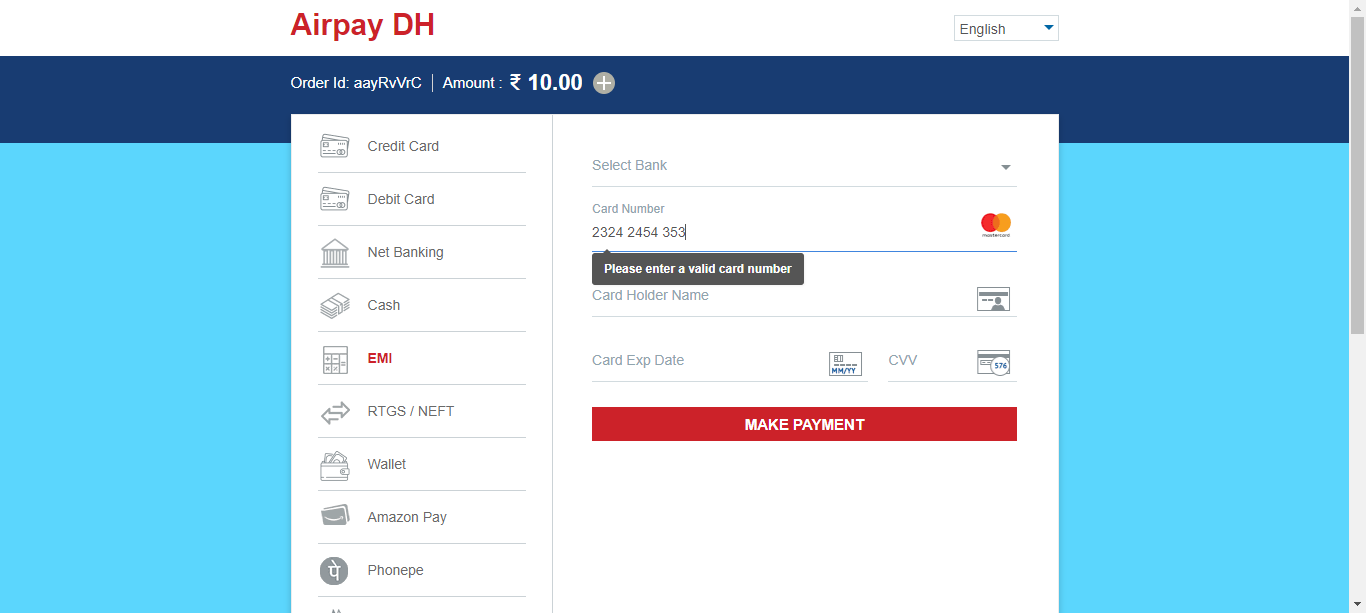 Airpay DH
English
Order Id: aayRvVrC | Amount : ₹ 10.00
Credit Card
Debit Card
Net Banking
Cash
EMI
RTGS / NEFT
Wallet
Amazon Pay
Phonepe
Select Bank
Card Number
2324 2454 353
mastercard
Please enter a valid card number
Card Holder Name
Card Exp Date
MM/YY
CVV
576
MAKE PAYMENT